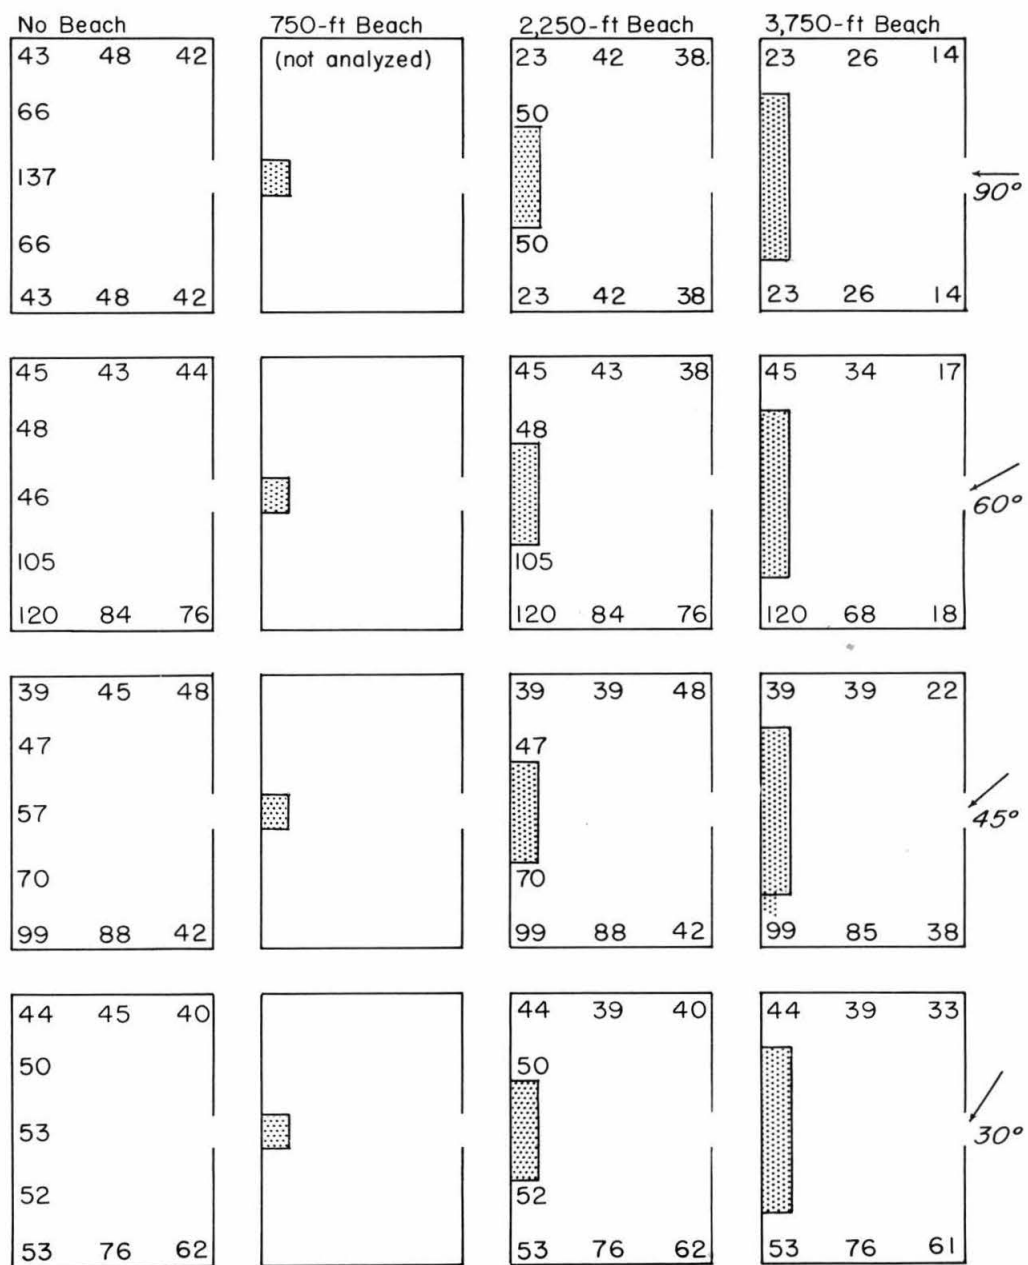 No Beach 750-ft Beach 2,250-ft Beach 3,750-ft Beach
43 48 42 (not analyzed) 23 42 38. 23 26 14
66 50
137 90°
66 50
43 48 42 23 42 38 23 26 14
45 43 44 45 43 38 45 34 17
48 48
46 60°
105 105
120 84 76 120 84 76 120 68 18
39 45 48 39 39 48 39 39 22
47 47
57 45°
70 70
99 88 42 99 88 42 99 85 38
44 45 40 44 39 40 44 39 33
50 50
53 30°
52 52
53 76 62 53 76 62. 53 76 61